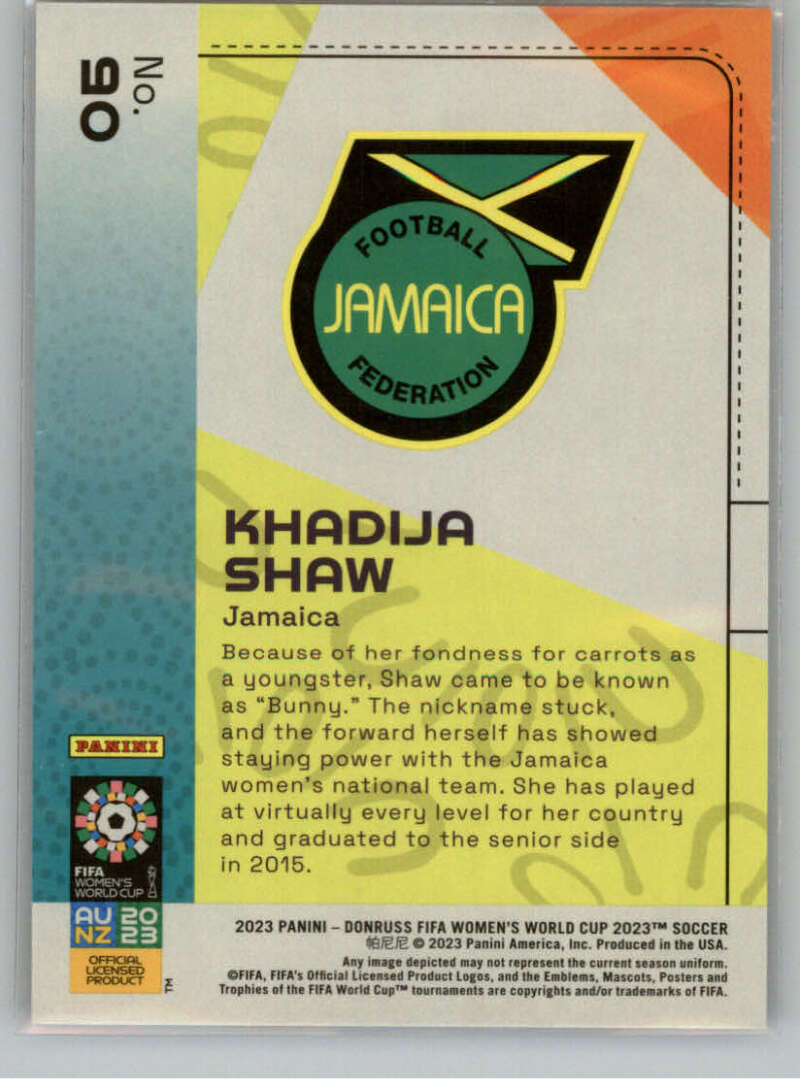 No.
05
FOOTBALL
JAMAICA
FEDERATION
KHADIJA
SHAW
Jamaica
Because of her fondness for carrots as
a youngster, Shaw came to be known
as “Bunny.” The nickname stuck,
and the forward herself has showed
staying power with the Jamaica
women’s national team. She has played
at virtually every level for her country
and graduated to the senior side
in 2015.
PANINI
FIFA
WOMEN'S
WORLD CUP
AU 20
NZ 23
OFFICIAL
LICENSED
PRODUCT
TM
2023 PANINI – DONRUSS FIFA WOMEN'S WORLD CUP 2023™ SOCCER
帕尼尼 © 2023 Panini America, Inc. Produced in the USA.
Any image depicted may not represent the current season uniform.
©FIFA, FIFA's Official Licensed Product Logos, and the Emblems, Mascots, Posters and
Trophies of the FIFA World Cup™ tournaments are copyrights and/or trademarks of FIFA.